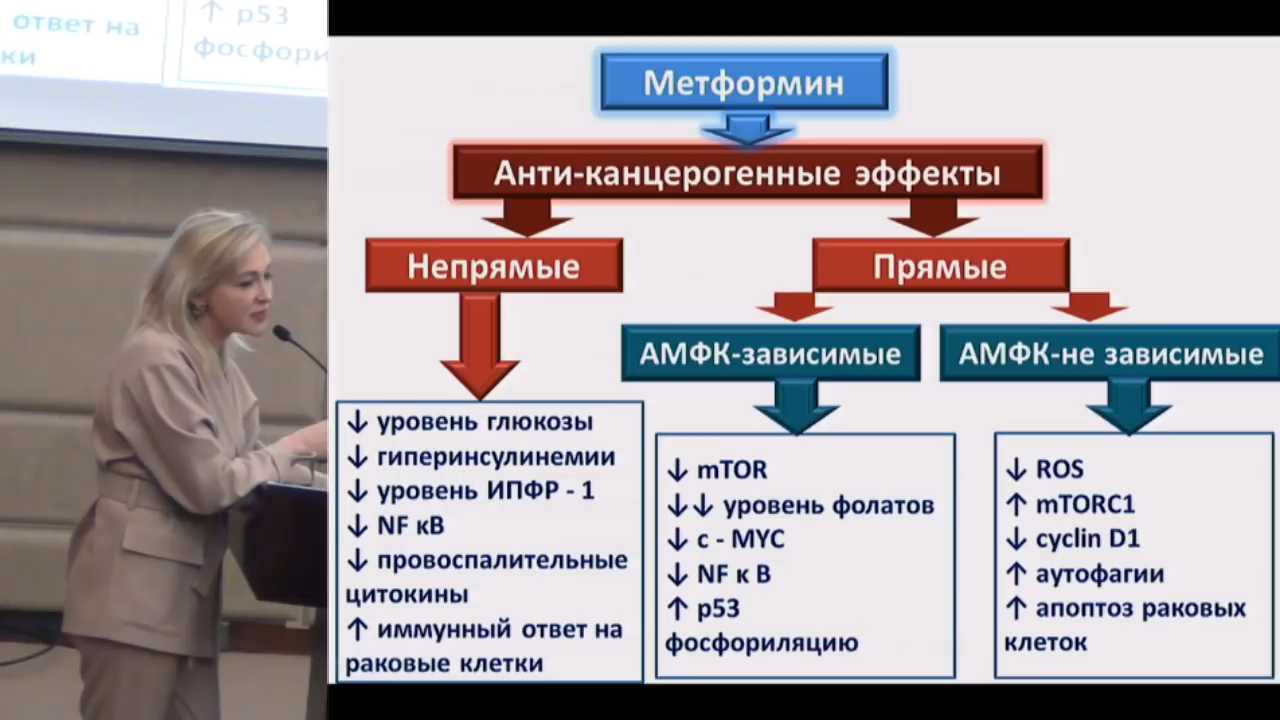 ответ на
ки
↑ р53
фосфори
Метформин
Анти-канцерогенные эффекты
Непрямые
Прямые
АМФК-зависимые
АМФК-не зависимые
↓ уровень глюкозы
↓ гиперинсулинемии
↓ уровень ИПФР - 1
↓ NF кВ
↓ провоспалительные
цитокины
↑ иммунный ответ на
раковые клетки
↓ mTOR
↓↓ уровень фолатов
↓ с - MYC
↓ NF к В
↑ р53
фосфориляцию
↓ ROS
↑ mTORC1
↓ cyclin D1
↑ аутофагии
↑ апоптоз раковых
клеток